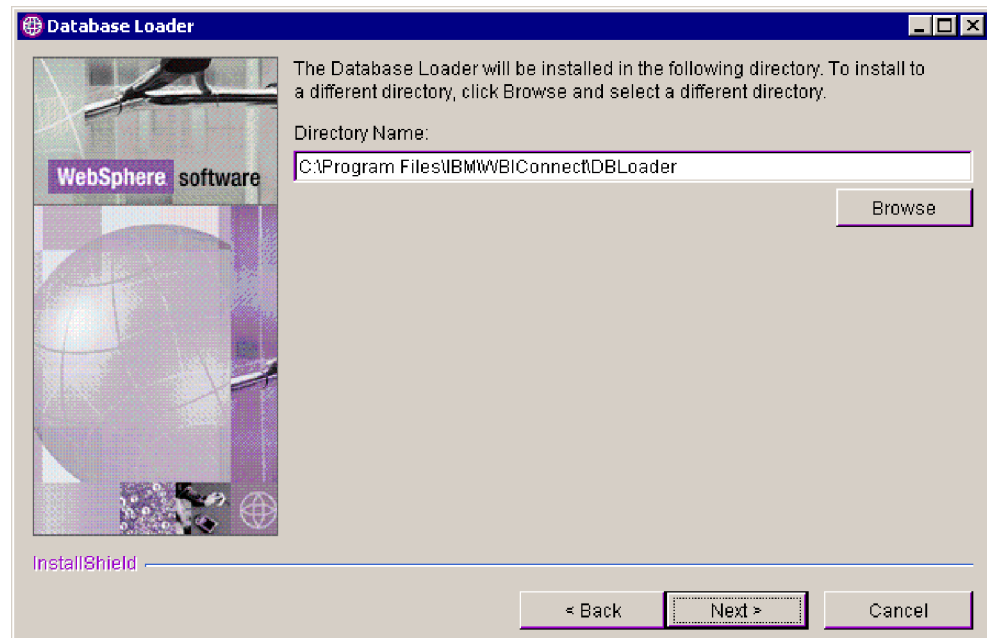 Database Loader
The Database Loader will be installed in the following directory. To install to
a different directory, click Browse and select a different directory.
Directory Name:
C:\Program Files\IBM\WBIConnect\DBLoader
Browse
WebSphere software
InstallShield
< Back
Next >
Cancel